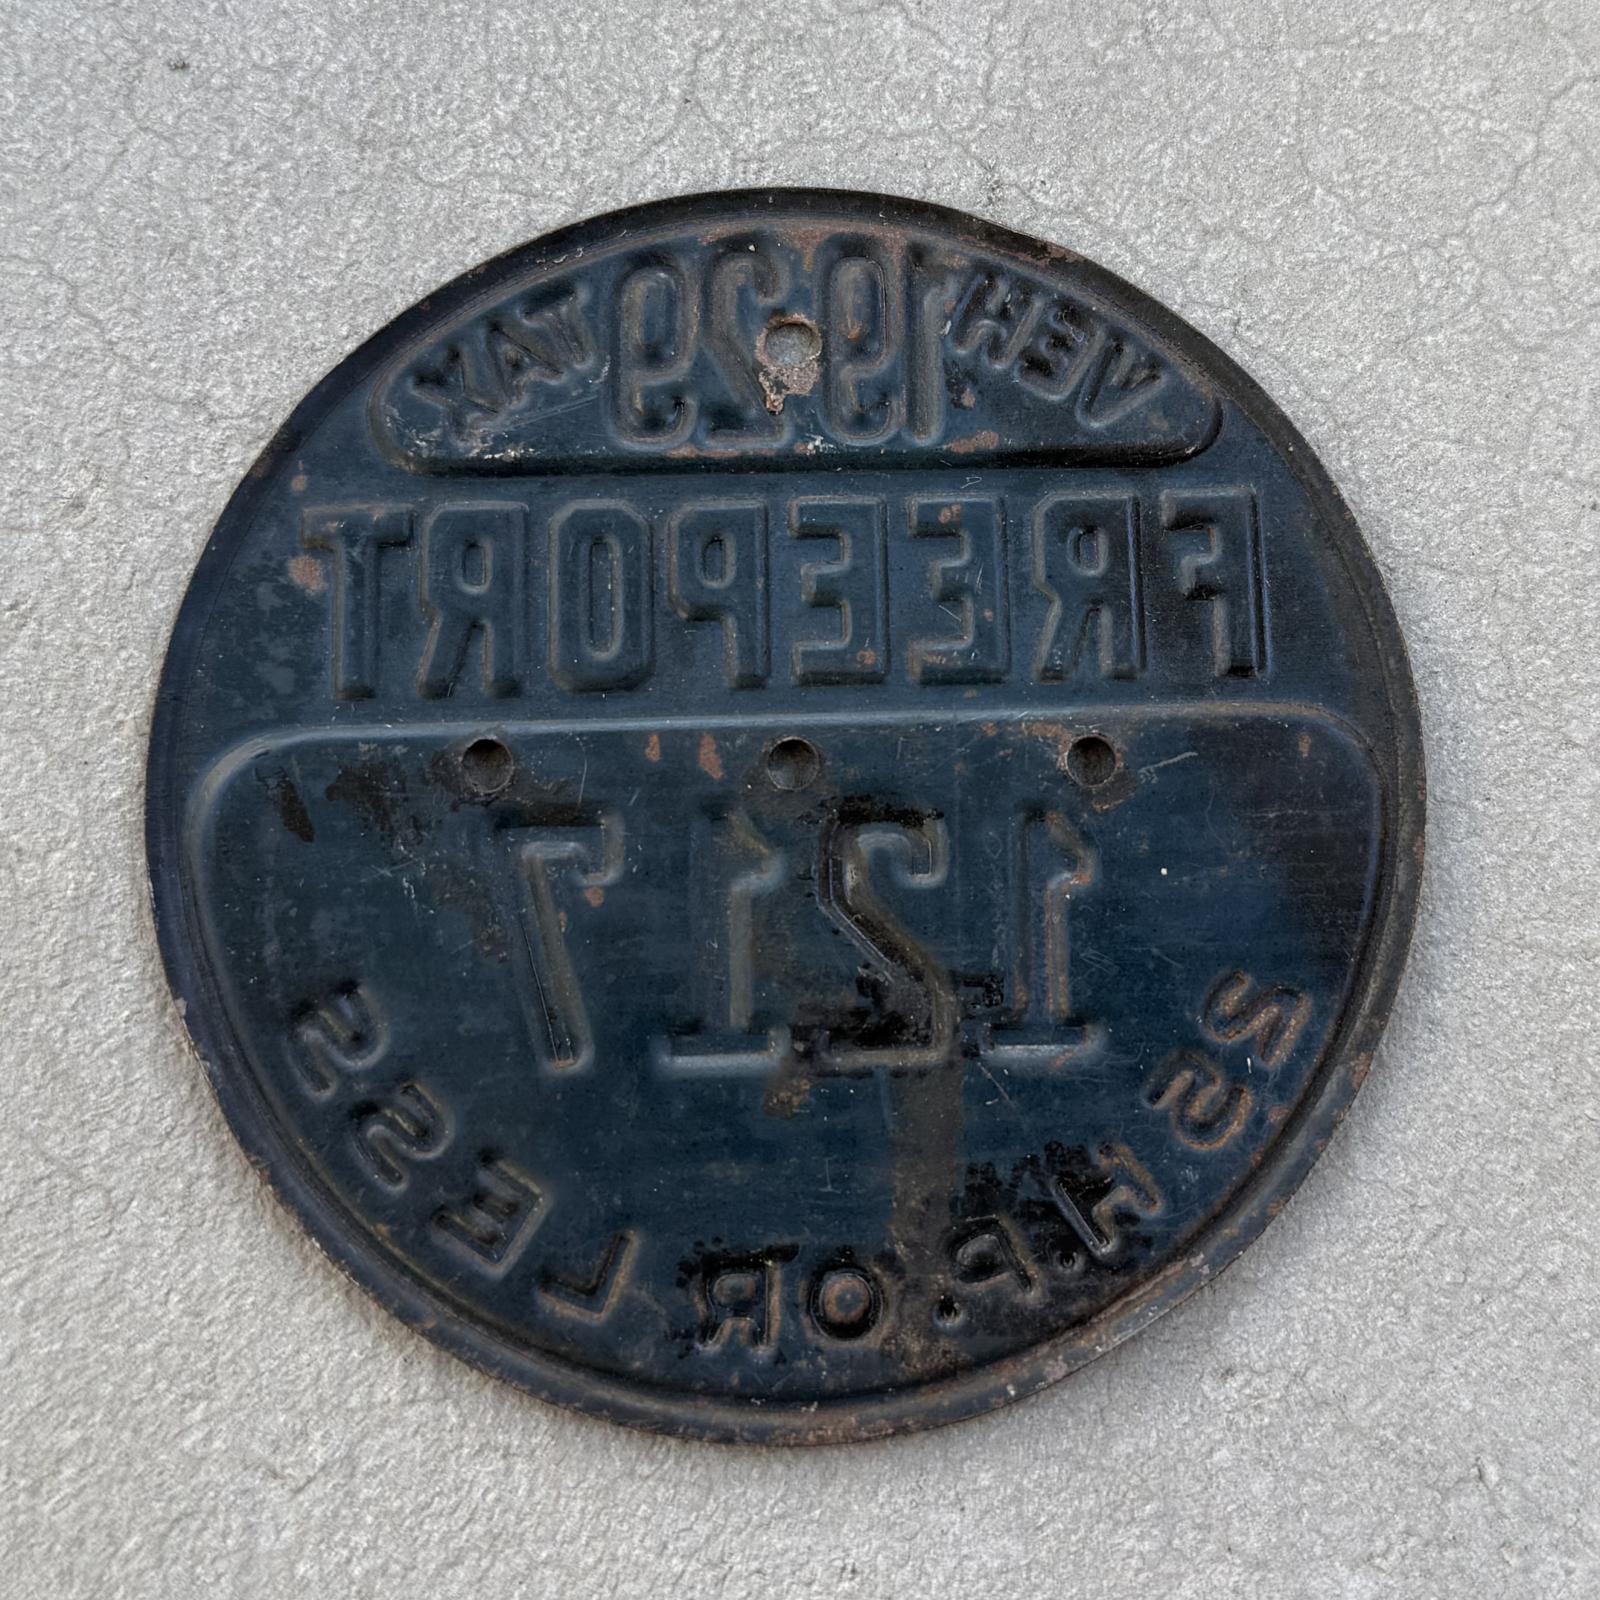 VEH 1929 TAX
FREEPORT
1217
25 H.P. OR LESS